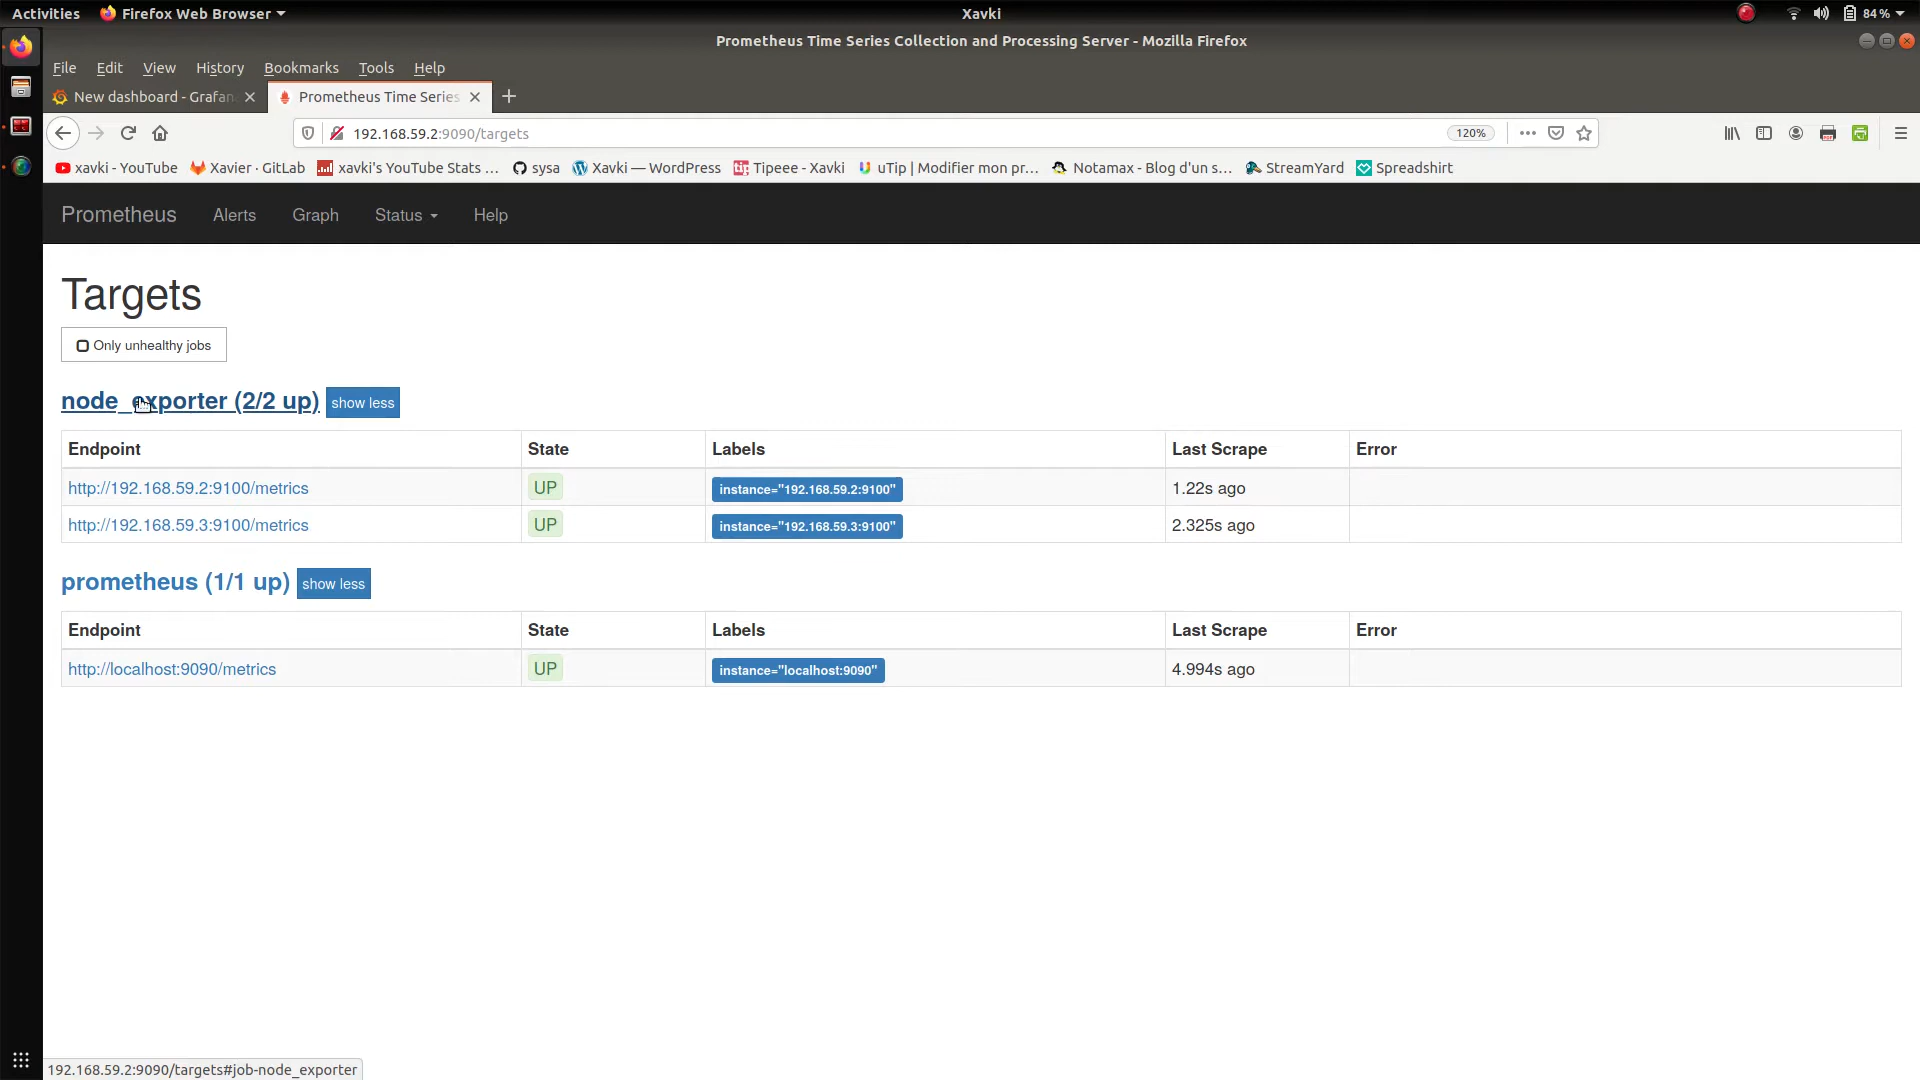 Activities Firefox Web Browser Xavki 84 %
Prometheus Time Series Collection and Processing Server - Mozilla Firefox
File Edit View History Bookmarks Tools Help
New dashboard - Grafan Prometheus Time Series
192.168.59.2:9090/targets 120%
xavki - YouTube Xavier · GitLab xavki's YouTube Stats … sysa Xavki — WordPress Tipeee - Xavki uTip | Modifier mon pr… Notamax - Blog d'un s… StreamYard Spreadshirt
Prometheus Alerts Graph Status Help
Targets
Only unhealthy jobs
node_exporter (2/2 up) show less
Endpoint State Labels Last Scrape Error
http://192.168.59.2:9100/metrics UP instance="192.168.59.2:9100" 1.22s ago
http://192.168.59.3:9100/metrics UP instance="192.168.59.3:9100" 2.325s ago
prometheus (1/1 up) show less
Endpoint State Labels Last Scrape Error
http://localhost:9090/metrics UP instance="localhost:9090" 4.994s ago
192.168.59.2:9090/targets#job-node_exporter